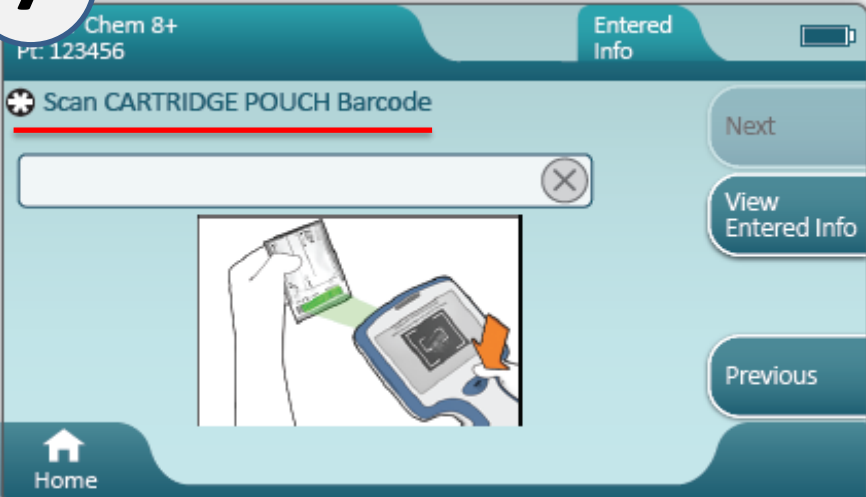 Chem 8+
Pt: 123456
Entered
Info
Scan CARTRIDGE POUCH Barcode
Next
View
Entered Info
Previous
Home